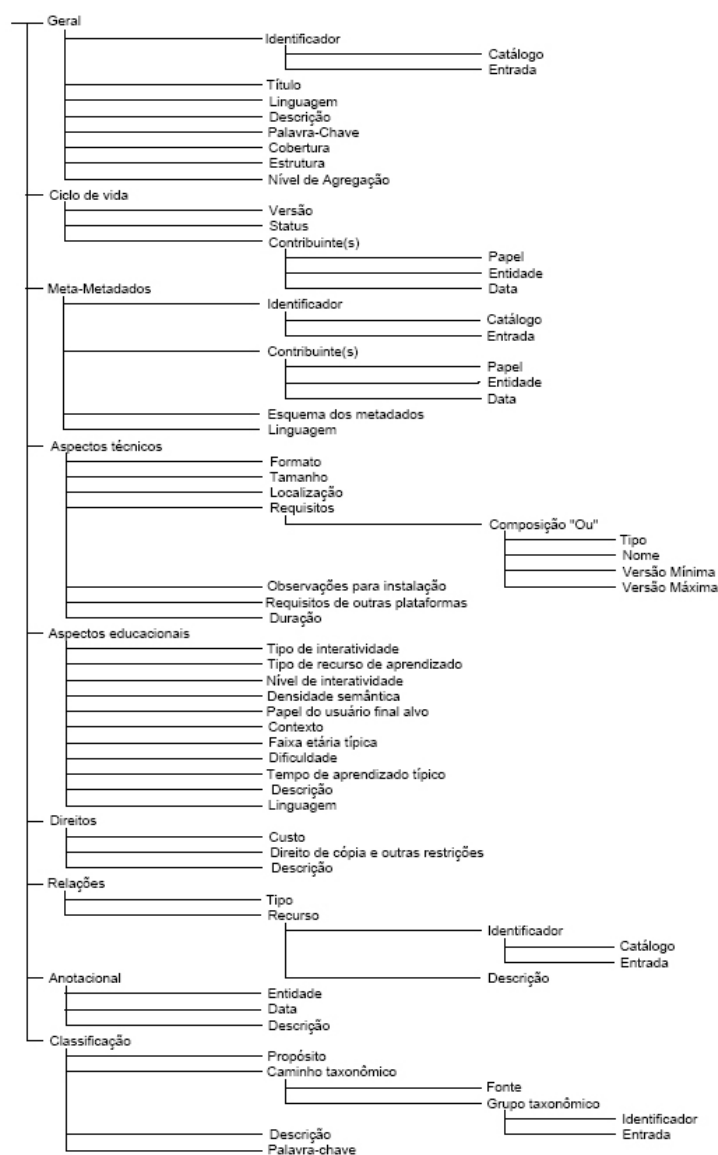 Geral
Identificador
Catálogo
Entrada
Título
Linguagem
Descrição
Palavra-Chave
Cobertura
Estrutura
Nível de Agregação
Ciclo de vida
Versão
Status
Contribuinte(s)
Papel
Entidade
Data
Meta-Metadados
Identificador
Catálogo
Entrada
Contribuinte(s)
Papel
Entidade
Data
Esquema dos metadados
Linguagem
Aspectos técnicos
Formato
Tamanho
Localização
Requisitos
Composição "Ou"
Tipo
Nome
Versão Mínima
Versão Máxima
Observações para instalação
Requisitos de outras plataformas
Duração
Aspectos educacionais
Tipo de interatividade
Tipo de recurso de aprendizado
Nível de interatividade
Densidade semântica
Papel do usuário final alvo
Contexto
Faixa etária típica
Dificuldade
Tempo de aprendizado típico
Descrição
Linguagem
Direitos
Custo
Direito de cópia e outras restrições
Descrição
Relações
Tipo
Recurso
Identificador
Catálogo
Entrada
Descrição
Anotacional
Entidade
Data
Descrição
Classificação
Propósito
Caminho taxonômico
Fonte
Grupo taxonômico
Identificador
Entrada
Descrição
Palavra-chave